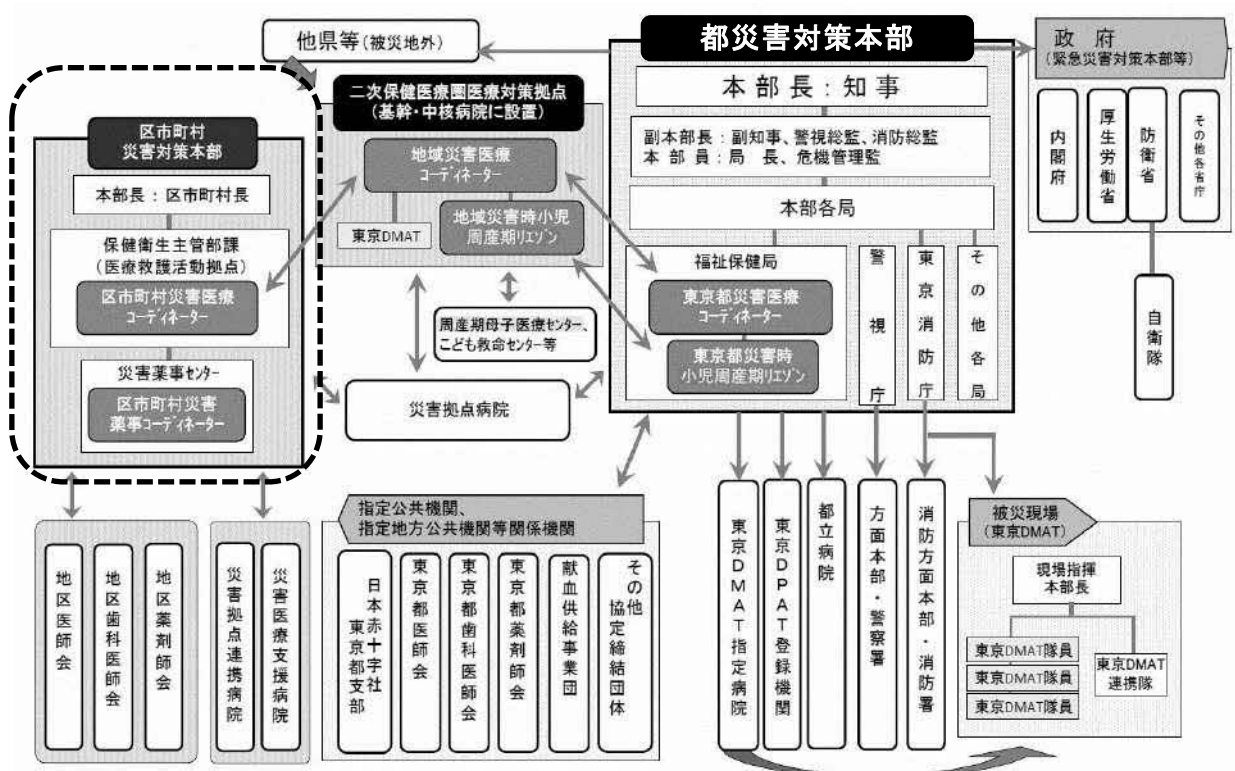 他県等(被災地外)
都災害対策本部
本部長:知事
副本部長:副知事、警視総監、消防総監
本部員:局 長、危機管理監
本部各局
福祉保健局
東京都災害医療
コーディネーター
東京都災害時
小児周産期リエゾン
警視庁
東京消防庁
その他各局
政府
(緊急災害対策本部等)
内閣府
厚生労働省
防衛省
その他各省庁
自衛隊
二次保健医療圏医療対策拠点
(基幹・中核病院に設置)
地域災害医療
コーディネーター
東京DMAT
地域災害時小児
周産期リエゾン
周産期母子医療センター、
こども救命センター等
災害拠点病院
区市町村
災害対策本部
本部長:区市町村長
保健衛生主管部課
(医療救護活動拠点)
区市町村災害医療
コーディネーター
災害薬事センター
区市町村災害
薬事コーディネーター
地区医師会
地区歯科医師会
地区薬剤師会
災害拠点連携病院
災害医療支援病院
指定公共機関、
指定地方公共機関等関係機関
日本赤十字社
東京都支部
東京都医師会
東京都歯科医師会
東京都薬剤師会
献血供給事業団
その他
協定締結団体
東京DMAT指定病院
東京DPAT登録機関
都立病院
方面本部・警察署
消防方面本部・消防署
被災現場
(東京DMAT)
現場指揮
本部長
東京DMAT隊員
東京DMAT隊員
東京DMAT隊員
東京DMAT
連携隊